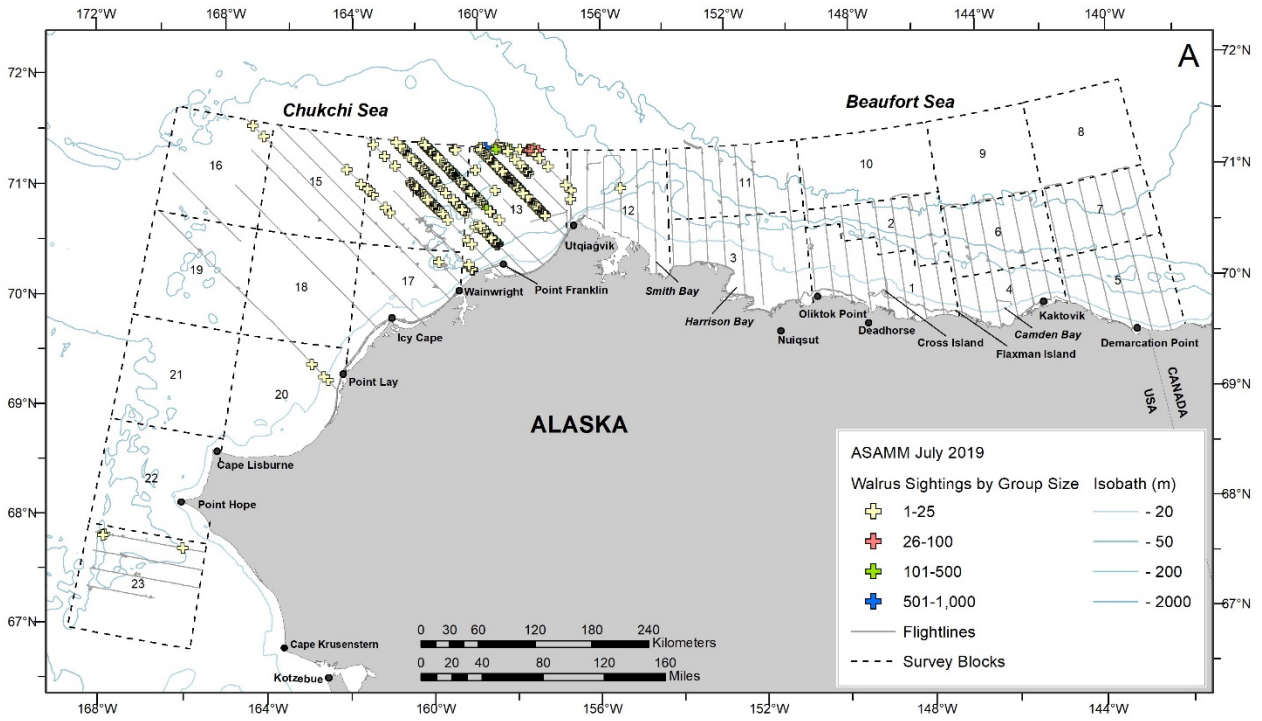 172°W 168°W 164°W 160°W 156°W 152°W 148°W 144°W 140°W
A
72°N 72°N
Chukchi Sea Beaufort Sea
8
16 10 9
71°N 15 11 71°N
13 12 7
Utqiaġvik 2 6
19 3
18 17 1 4 5
70°N Wainwright Point Franklin Smith Bay 70°N
Harrison Bay Oliktok Point Kaktovik
Icy Cape Nuiqsut Deadhorse Camden Bay
Cross Island Demarcation Point
Flaxman Island
21 Point Lay CANADA
69°N 20 USA 69°N
ALASKA
Cape Lisburne
22
68°N Point Hope 68°N
23
67°N 67°N
Cape Krusenstern
Kotzebue
ASAMM July 2019
Walrus Sightings by Group Size Isobath (m)
1-25 - 20
26-100 - 50
101-500 - 200
501-1,000 - 2000
Flightlines
Survey Blocks
0 30 60 120 180 240
Kilometers
0 20 40 80 120 160
Miles
168°W 164°W 160°W 156°W 152°W 148°W 144°W